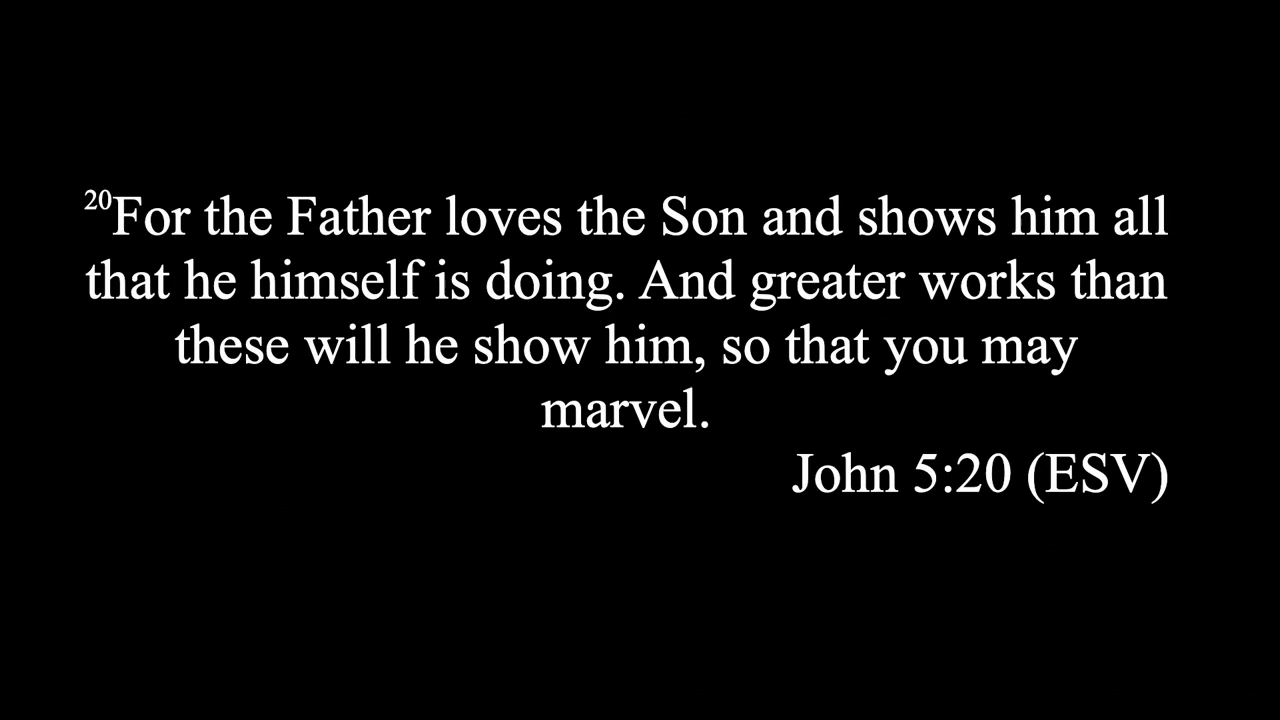 20For the Father loves the Son and shows him all
that he himself is doing. And greater works than
these will he show him, so that you may
marvel.
John 5:20 (ESV)